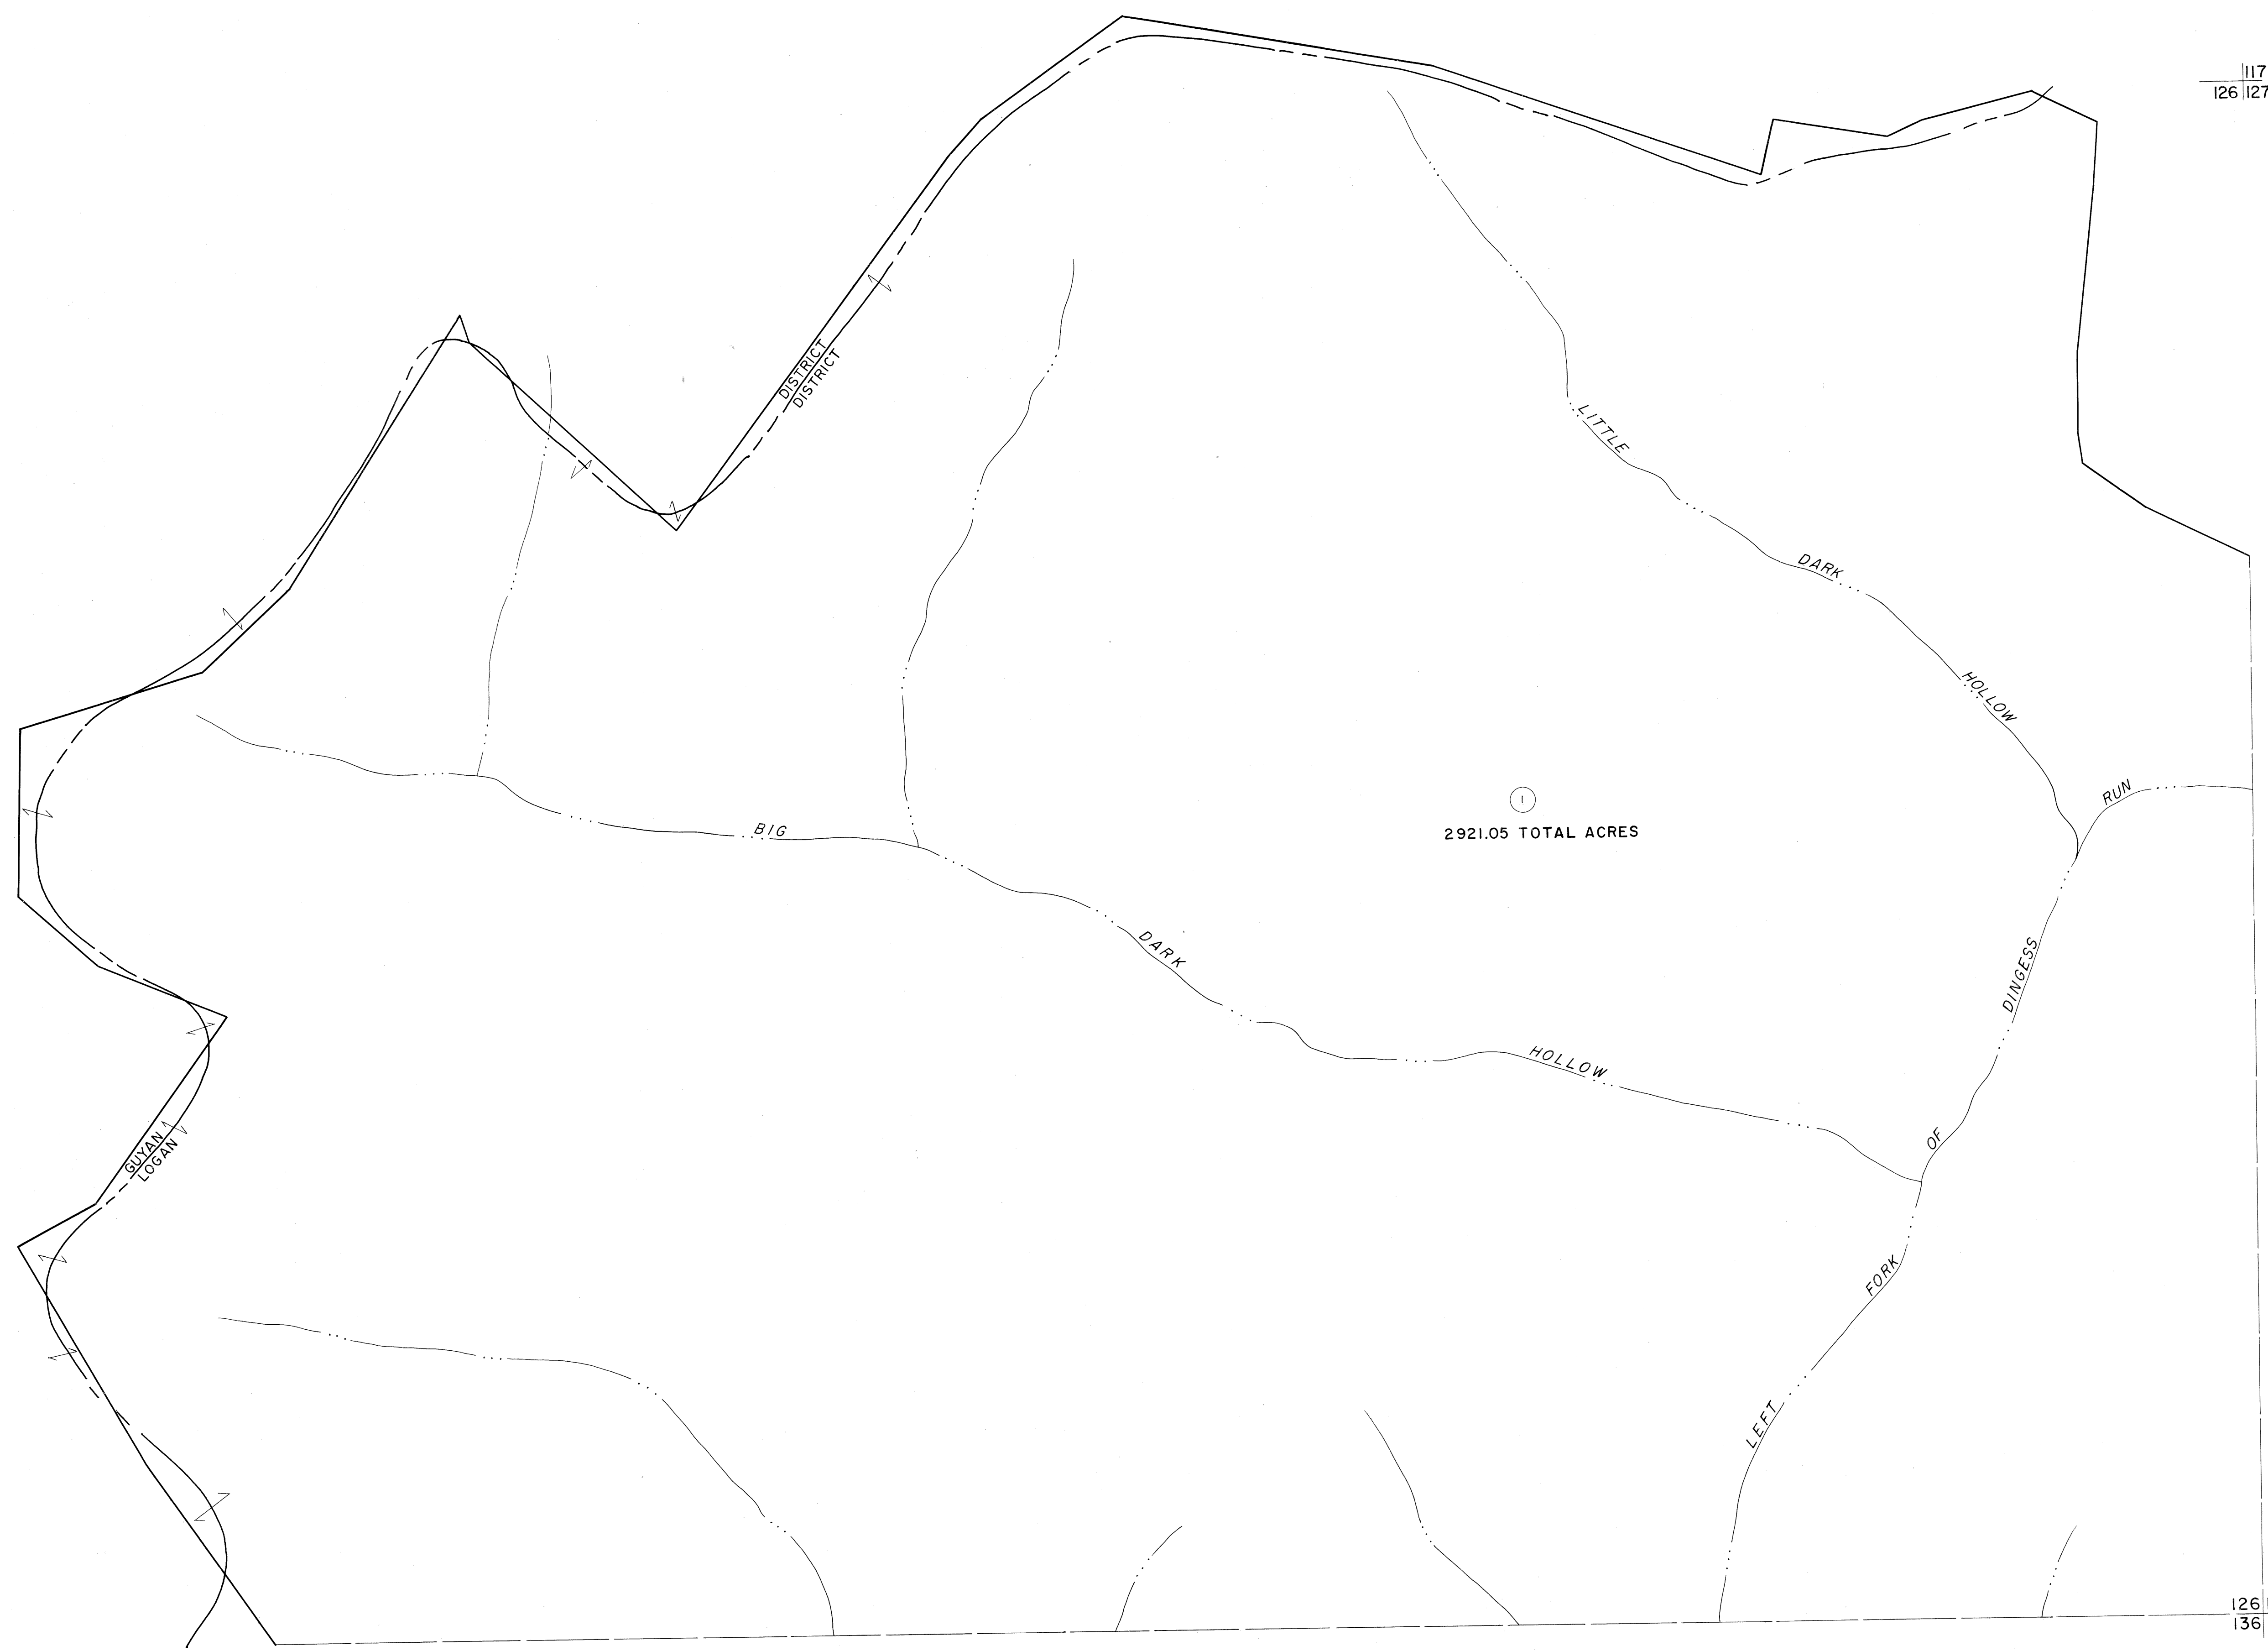 117
126 127
DISTRICT
DISTRICT
LITTLE
DARK
HOLLOW
RUN
1
2921.05 TOTAL ACRES
BIG
DARK
HOLLOW
DINGESS
OF
FORK
LEFT
GUYAN
LOGAN
126
136